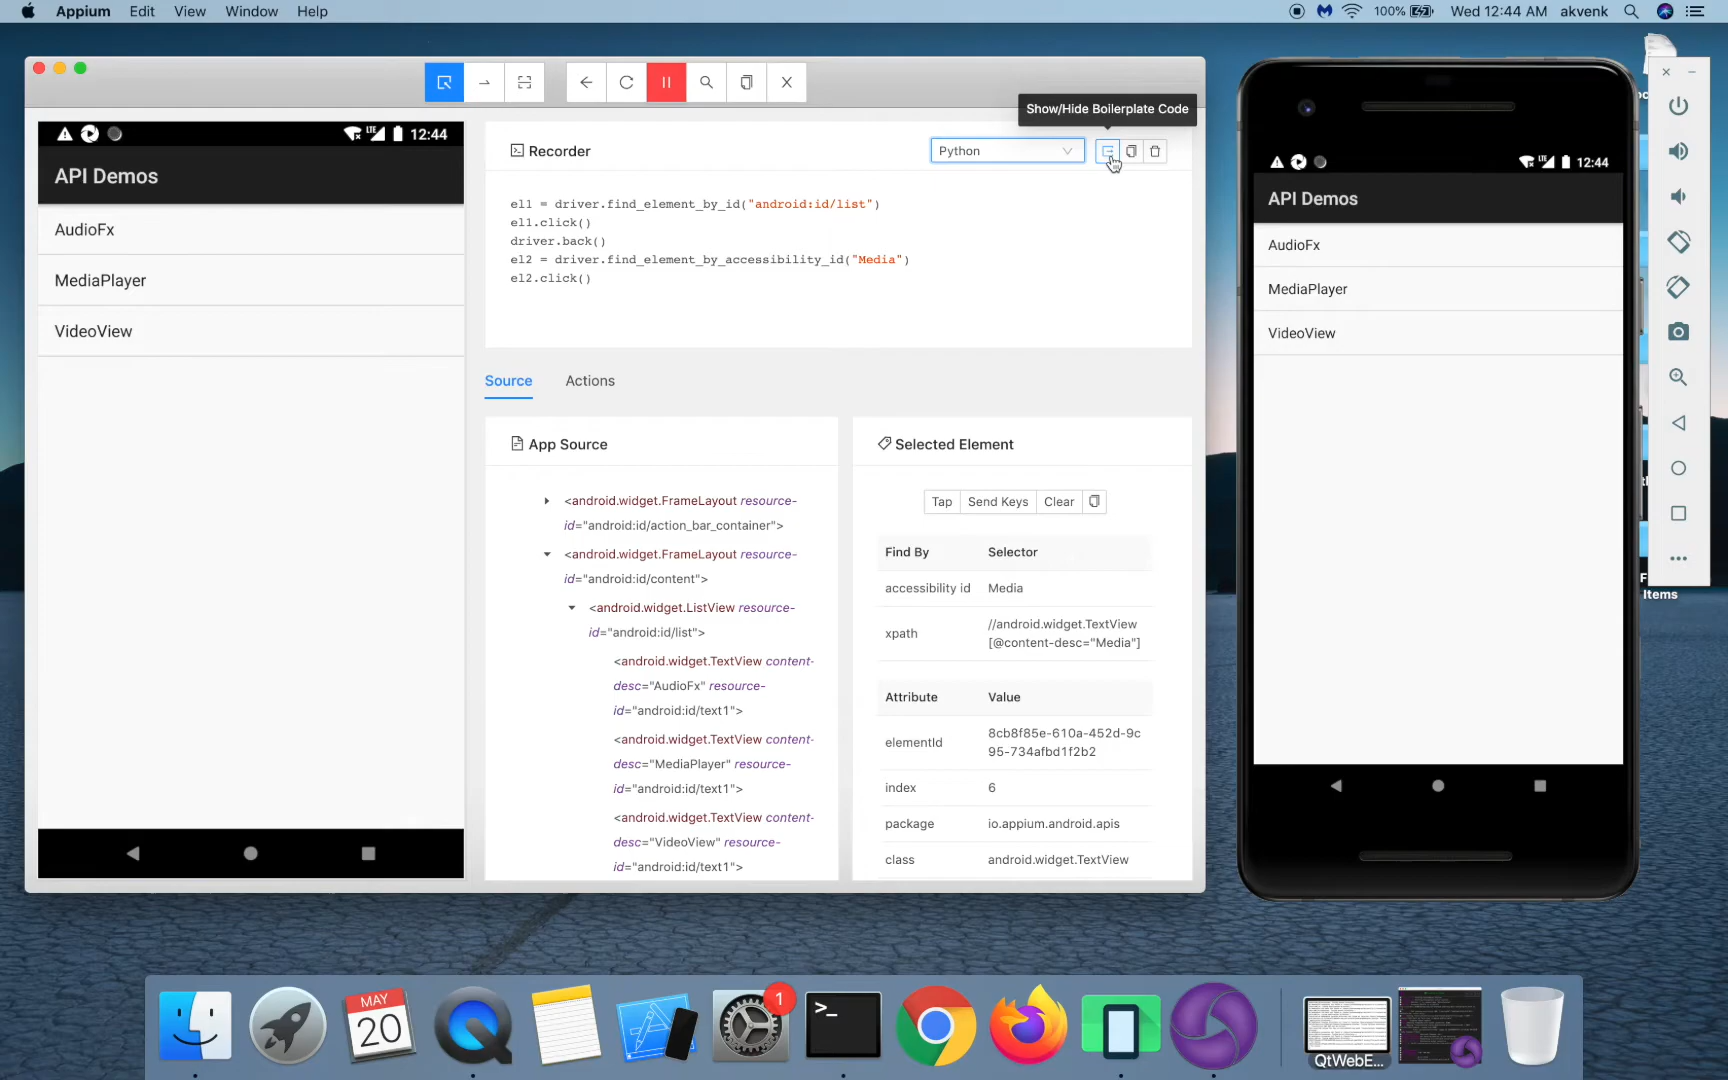 Appium Edit View Window Help
100% Wed 12:44 AM akvenk
Show/Hide Boilerplate Code
LTE 12:44
API Demos
AudioFx
MediaPlayer
VideoView
Recorder
Python
el1 = driver.find_element_by_id("android:id/list")
el1.click()
driver.back()
el2 = driver.find_element_by_accessibility_id("Media")
el2.click()
Source Actions
App Source
<android.widget.FrameLayout resource-
id="android:id/action_bar_container">
<android.widget.FrameLayout resource-
id="android:id/content">
<android.widget.ListView resource-
id="android:id/list">
<android.widget.TextView content-
desc="AudioFx" resource-
id="android:id/text1">
<android.widget.TextView content-
desc="MediaPlayer" resource-
id="android:id/text1">
<android.widget.TextView content-
desc="VideoView" resource-
id="android:id/text1">
Selected Element
Tap Send Keys Clear
Find By Selector
accessibility id Media
xpath //android.widget.TextView
[@content-desc="Media"]
Attribute Value
elementId 8cb8f85e-610a-452d-9c
95-734afbd1f2b2
index 6
package io.appium.android.apis
class android.widget.TextView
LTE 12:44
API Demos
AudioFx
MediaPlayer
VideoView
Items
MAY
20
1
>_
QtWebE...